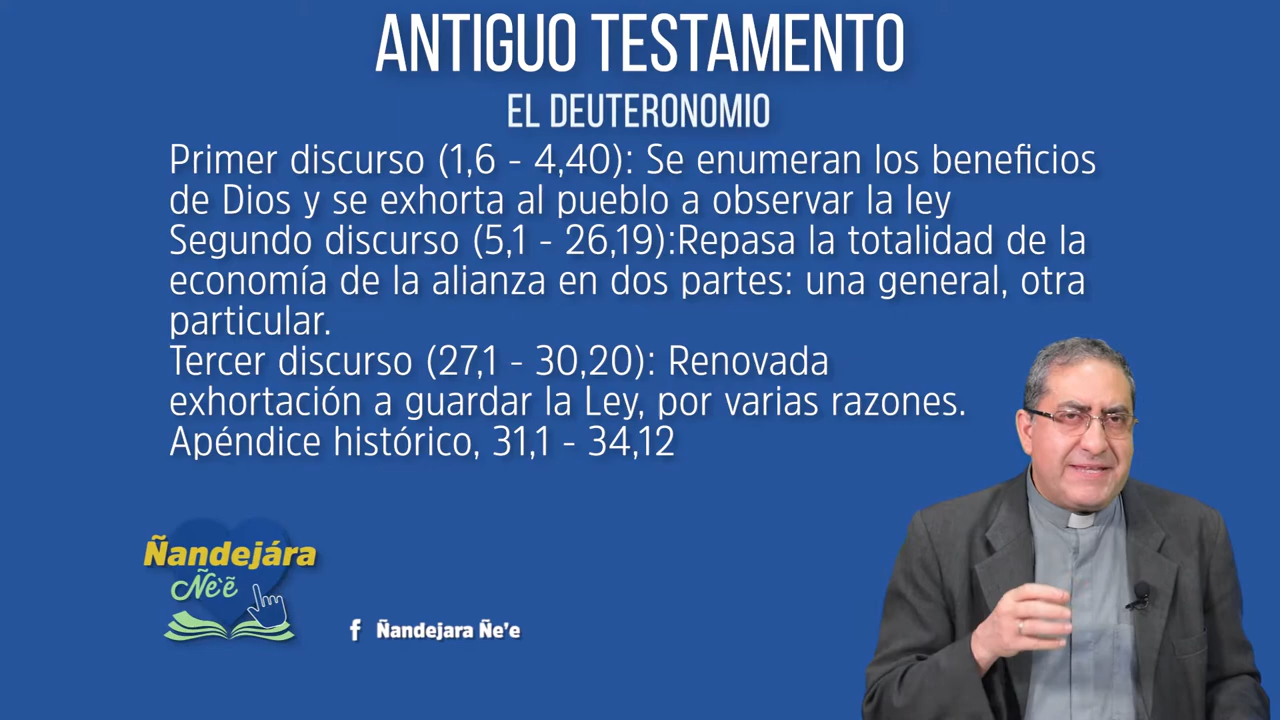 ANTIGUO TESTAMENTO
EL DEUTERONOMIO
Primer discurso (1,6 - 4,40): Se enumeran los beneficios
de Dios y se exhorta al pueblo a observar la ley
Segundo discurso (5,1 - 26,19):Repasa la totalidad de la
economía de la alianza en dos partes: una general, otra
particular.
Tercer discurso (27,1 - 30,20): Renovada
exhortación a guardar la Ley, por varias razones.
Apéndice histórico, 31,1 - 34,12
Ñandejára
Ñe'ẽ
f Ñandejara Ñe'e